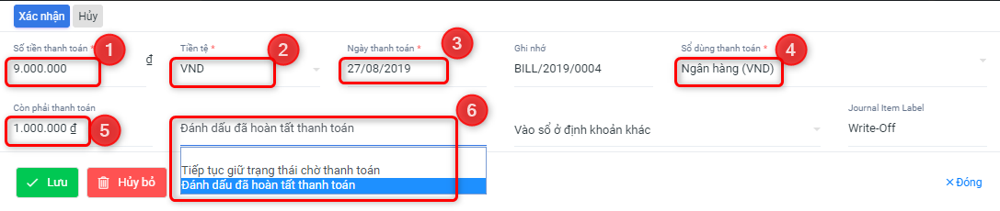 Xác nhận Hủy
Số tiền thanh toán * 1 Tiền tệ * 2 Ngày thanh toán * 3 Ghi nhớ Sổ dùng thanh toán * 4
9.000.000 ₫ VND 27/08/2019 BILL/2019/0004 Ngân hàng (VND)
Còn phải thanh toán 6 Journal Item Label
1.000.000 ₫ 5 Đánh dấu đã hoàn tất thanh toán Vào sổ ở định khoản khác Write-Off
Tiếp tục giữ trạng thái chờ thanh toán
Đánh dấu đã hoàn tất thanh toán
Lưu Hủy bỏ ×Đóng